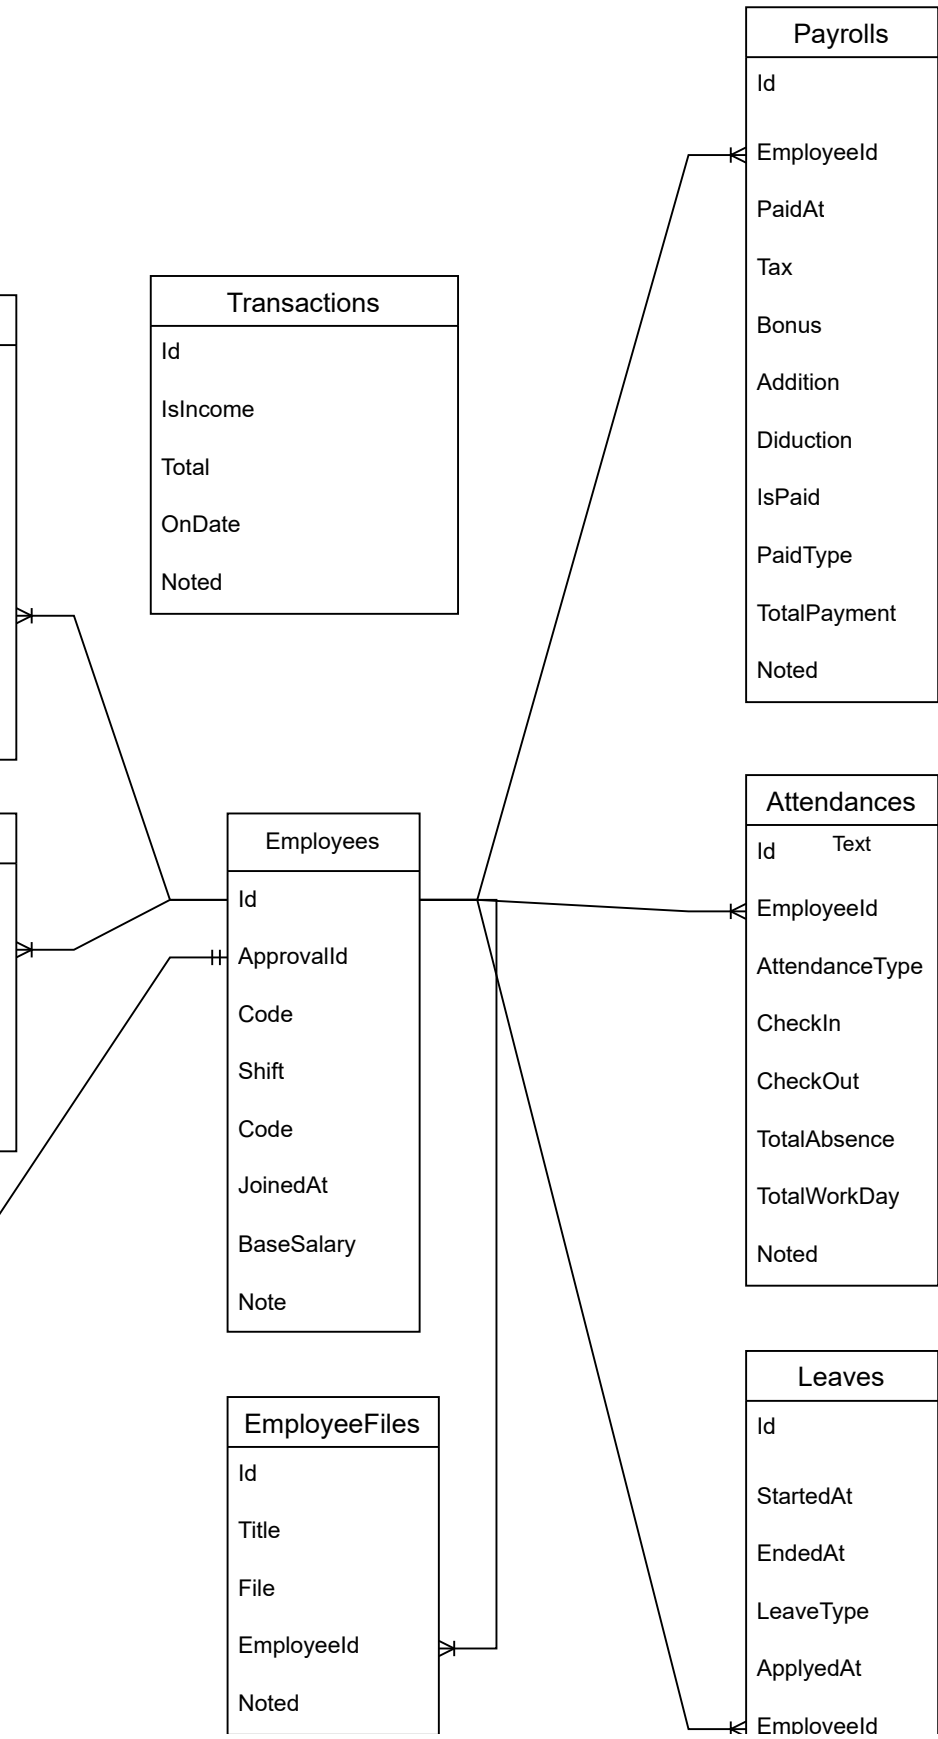 Payrolls
Id
EmployeeId
PaidAt
Tax
Bonus
Addition
Diduction
IsPaid
PaidType
TotalPayment
Noted
Transactions
Id
IsIncome
Total
OnDate
Noted
Employees
Id
ApprovalId
Code
Shift
Code
JoinedAt
BaseSalary
Note
Attendances
Id
Text
EmployeeId
AttendanceType
CheckIn
CheckOut
TotalAbsence
TotalWorkDay
Noted
EmployeeFiles
Id
Title
File
EmployeeId
Noted
Leaves
Id
StartedAt
EndedAt
LeaveType
ApplyedAt
EmployeeId